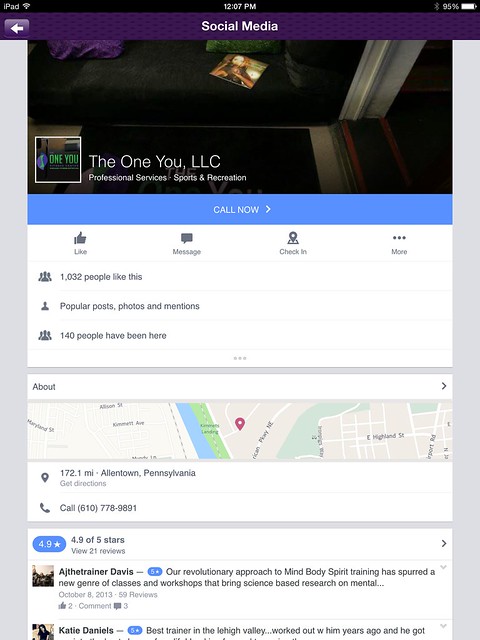 iPad 12:07 PM 95%
Social Media
ONE YOU
The One You, LLC
Professional Services · Sports & Recreation
CALL NOW
Like Message Check In More
1,032 people like this
Popular posts, photos and mentions
140 people have been here
About
Allison St
Maryland St
Kimmett Ave
Kimmets
Landing
E Highland St
172.1 mi · Allentown, Pennsylvania
Get directions
Call (610) 778-9891
4.9 ★ 4.9 of 5 stars
View 21 reviews
Ajthetrainer Davis — 5★ Our revolutionary approach to Mind Body Spirit training has spurred a
new genre of classes and workshops that bring science based research on mental...
October 8, 2013 · 59 Reviews
2 · Comment 3
Katie Daniels — 5★ Best trainer in the lehigh valley...worked out w him years ago and he got